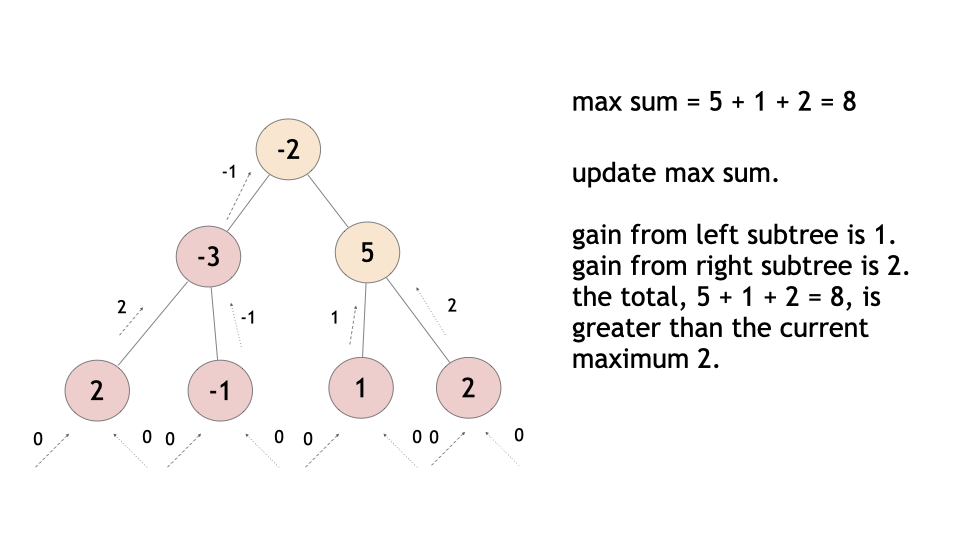 max sum = 5 + 1 + 2 = 8
update max sum.
gain from left subtree is 1.
gain from right subtree is 2.
the total, 5 + 1 + 2 = 8, is
greater than the current
maximum 2.
-2
-1
-3
5
2
-1
1
2
2
-1
1
2
0
0
0
0
0
0
0
0